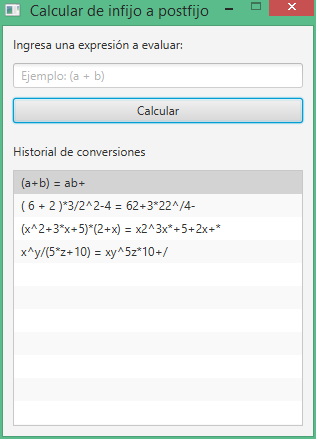 Calcular de infijo a postfijo
Ingresa una expresión a evaluar:
Ejemplo: (a + b)
Calcular
Historial de conversiones
(a+b) = ab+
( 6 + 2 )*3/2^2-4 = 62+3*22^/4-
(x^2+3*x+5)*(2+x) = x2^3x*+5+2x+*
x^y/(5*z+10) = xy^5z*10+/